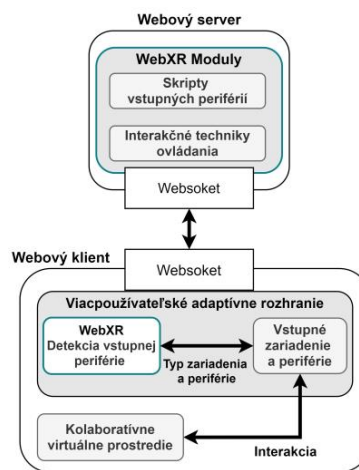 Webový server
WebXR Moduly
Skripty
vstupných periférií
Interakčné techniky
ovládania
Websoket
Websoket
Webový klient
Viacpoužívateľské adaptívne rozhranie
WebXR
Detekcia vstupnej
periférie
Typ zariadenia
a periférie
Vstupné
zariadenie
a periférie
Kolaboratívne
virtuálne prostredie
Interakcia